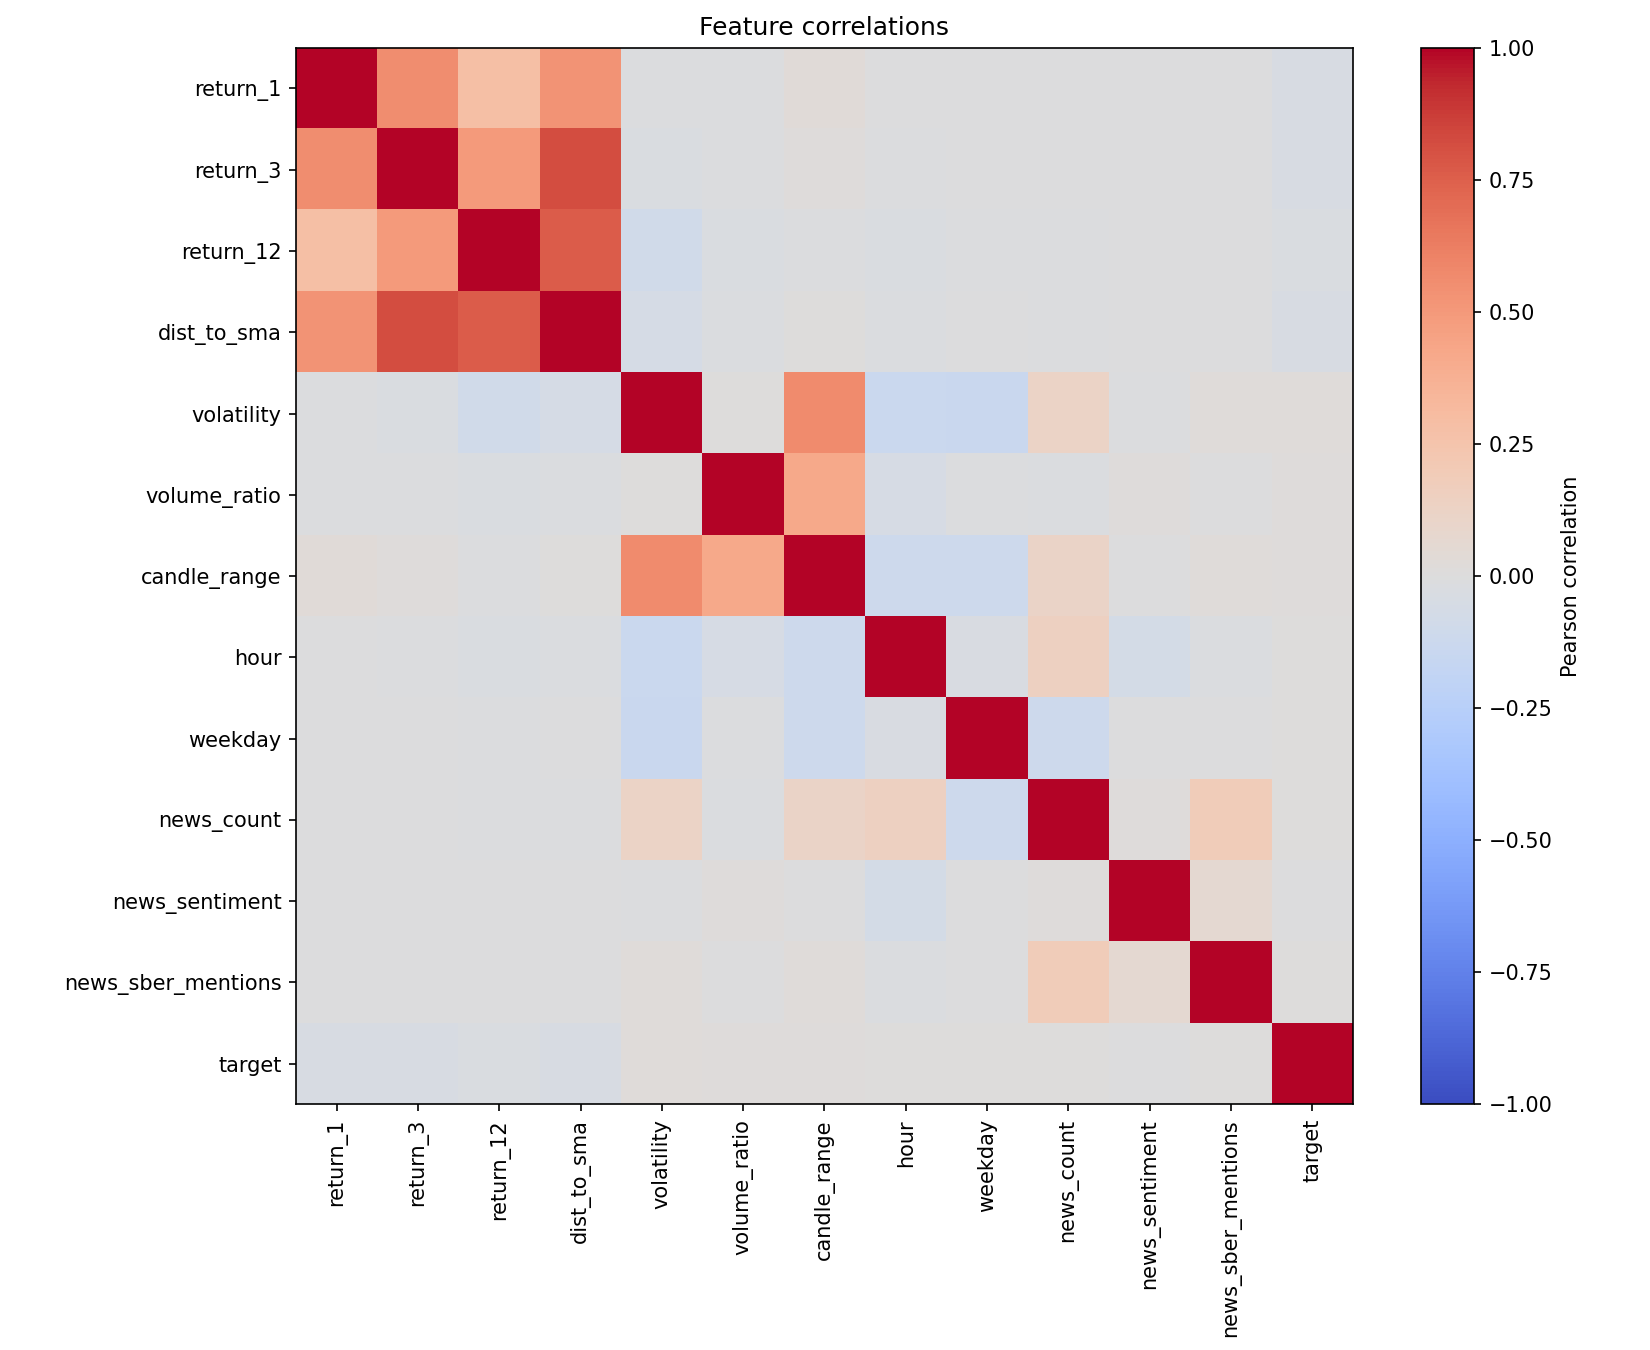 Feature correlations
return_1
return_3
return_12
dist_to_sma
volatility
volume_ratio
candle_range
hour
weekday
news_count
news_sentiment
news_sber_mentions
target
return_1
return_3
return_12
dist_to_sma
volatility
volume_ratio
candle_range
hour
weekday
news_count
news_sentiment
news_sber_mentions
target
1.00
0.75
0.50
0.25
0.00
−0.25
−0.50
−0.75
−1.00
Pearson correlation